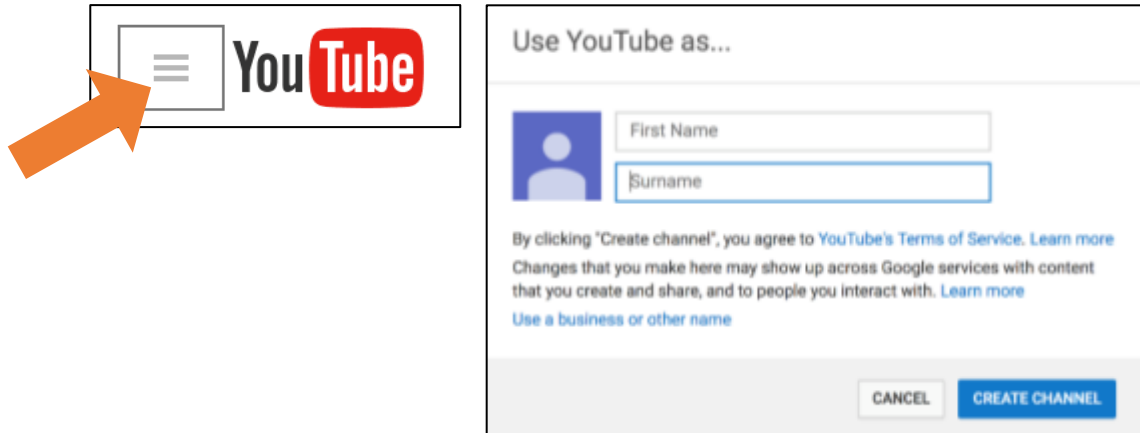 YouTube
Use YouTube as...
First Name
Surname
By clicking "Create channel", you agree to YouTube's Terms of Service. Learn more
Changes that you make here may show up across Google services with content
that you create and share, and to people you interact with. Learn more
Use a business or other name
CANCEL CREATE CHANNEL